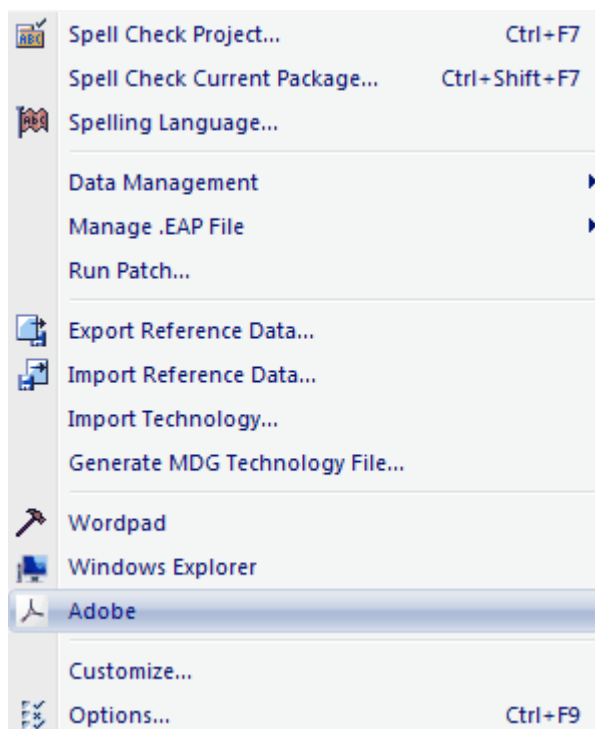 Spell Check Project... Ctrl+F7
Spell Check Current Package... Ctrl+Shift+F7
Spelling Language...
Data Management
Manage .EAP File
Run Patch...
Export Reference Data...
Import Reference Data...
Import Technology...
Generate MDG Technology File...
Wordpad
Windows Explorer
Adobe
Customize...
Options... Ctrl+F9